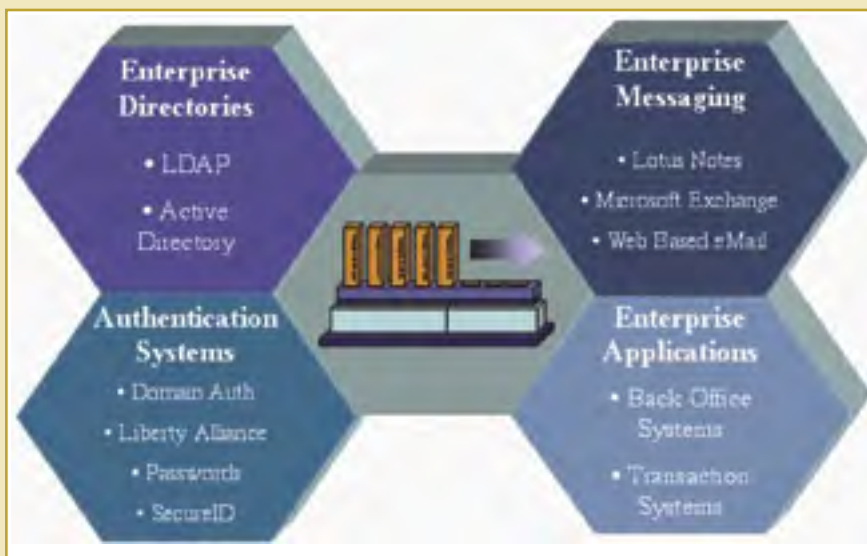 Enterprise
Directories
• LDAP
• Active
Directory
Enterprise
Messaging
• Lotus Notes
• Microsoft Exchange
• Web Based eMail
Authentication
Systems
• Domain Auth
• Liberty Alliance
• Passwords
• SecureID
Enterprise
Applications
• Back Office
Systems
• Transaction
Systems